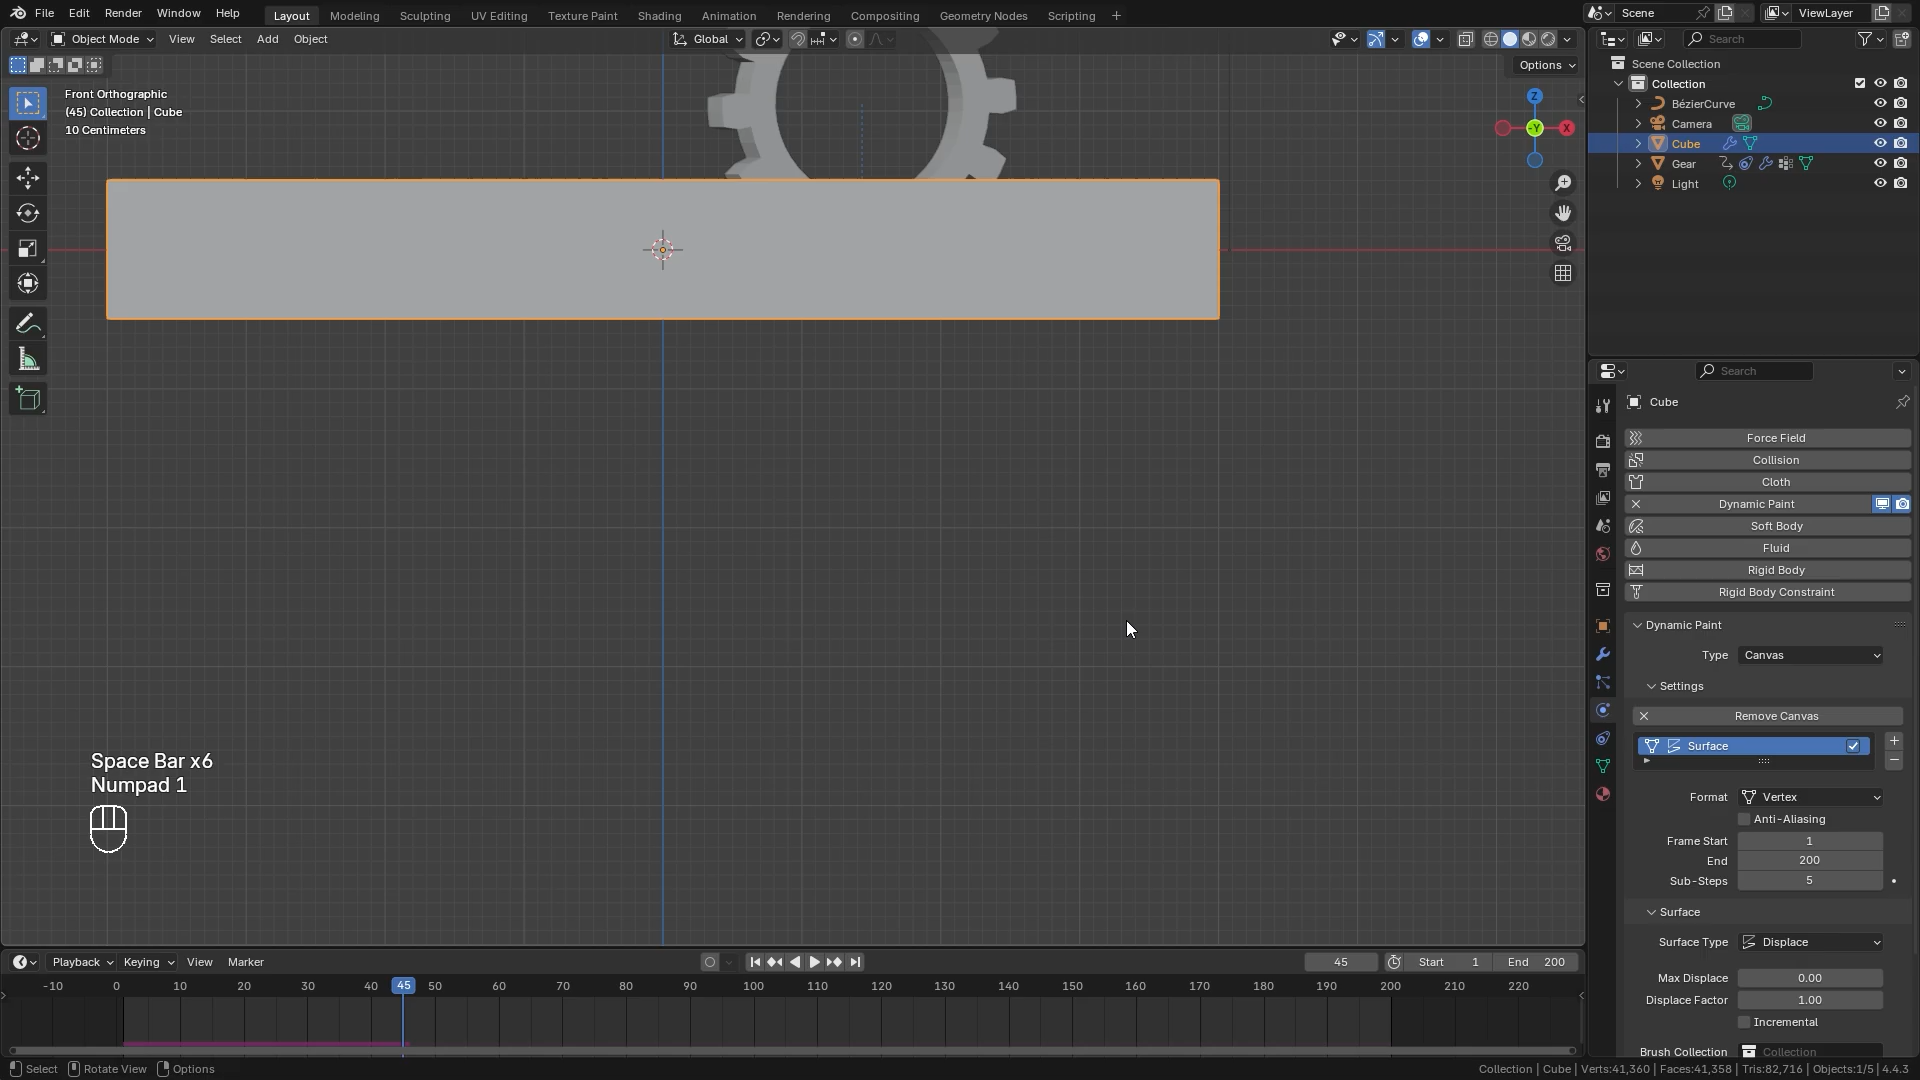 File Edit Render Window Help Layout Modeling Sculpting UV Editing Texture Paint Shading Animation Rendering Compositing Geometry Nodes Scripting + Scene ViewLayer
Object Mode View Select Add Object Global Search
Options
Front Orthographic
(45) Collection | Cube
10 Centimeters
Z
-Y X
Scene Collection
Collection
BézierCurve
Camera
Cube
Gear
Light
Search
Cube
Force Field
Collision
Cloth
Dynamic Paint
Soft Body
Fluid
Rigid Body
Rigid Body Constraint
Dynamic Paint
Type Canvas
Settings
Remove Canvas
Surface
Format Vertex
Anti-Aliasing
Frame Start 1
End 200
Sub-Steps 5
Surface
Surface Type Displace
Max Displace 0.00
Displace Factor 1.00
Incremental
Brush Collection Collection
Space Bar x6
Numpad 1
Playback Keying View Marker 45 Start 1 End 200
-10 0 10 20 30 40 45 50 60 70 80 90 100 110 120 130 140 150 160 170 180 190 200 210 220
Select Rotate View Options Collection | Cube | Verts:41,360 | Faces:41,358 | Tris:82,716 | Objects:1/5 | 4.4.3